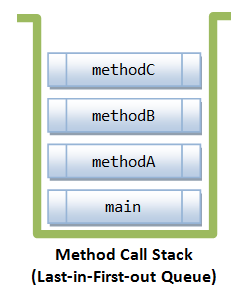 methodC
methodB
methodA
main
Method Call Stack
(Last-in-First-out Queue)